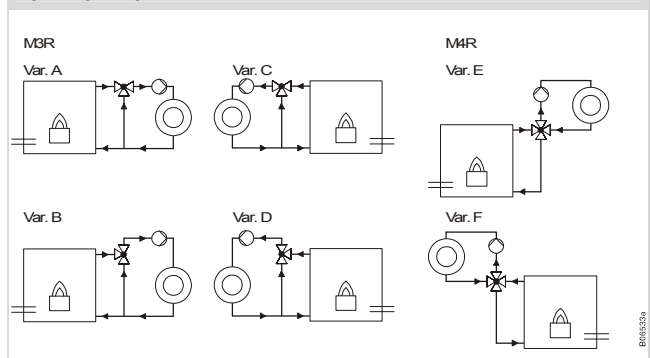 M3R
M4R
Var. A
Var. C
Var. E
Var. B
Var. D
Var. F
B06533a